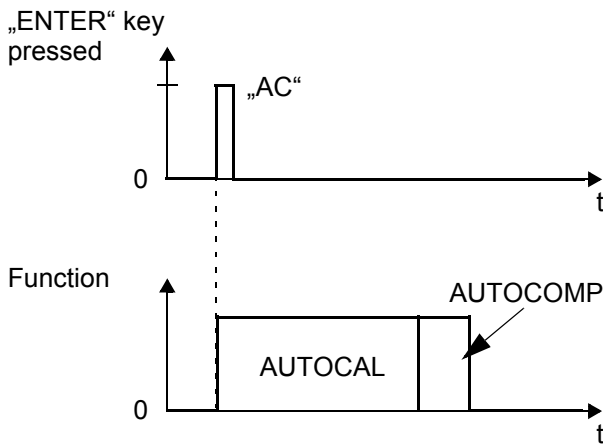 „ENTER“ key
pressed
„AC“
0
t
Function
AUTOCOMP
AUTOCAL
0
t